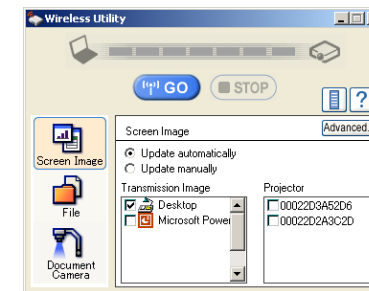 Wireless Utility
GO STOP
?
Screen Image Advanced.
Update automatically
Update manually
Transmission Image Projector
Desktop
Microsoft Power
00022D3A52D6
00022D2A3C2D
Screen Image
File
Document
Camera